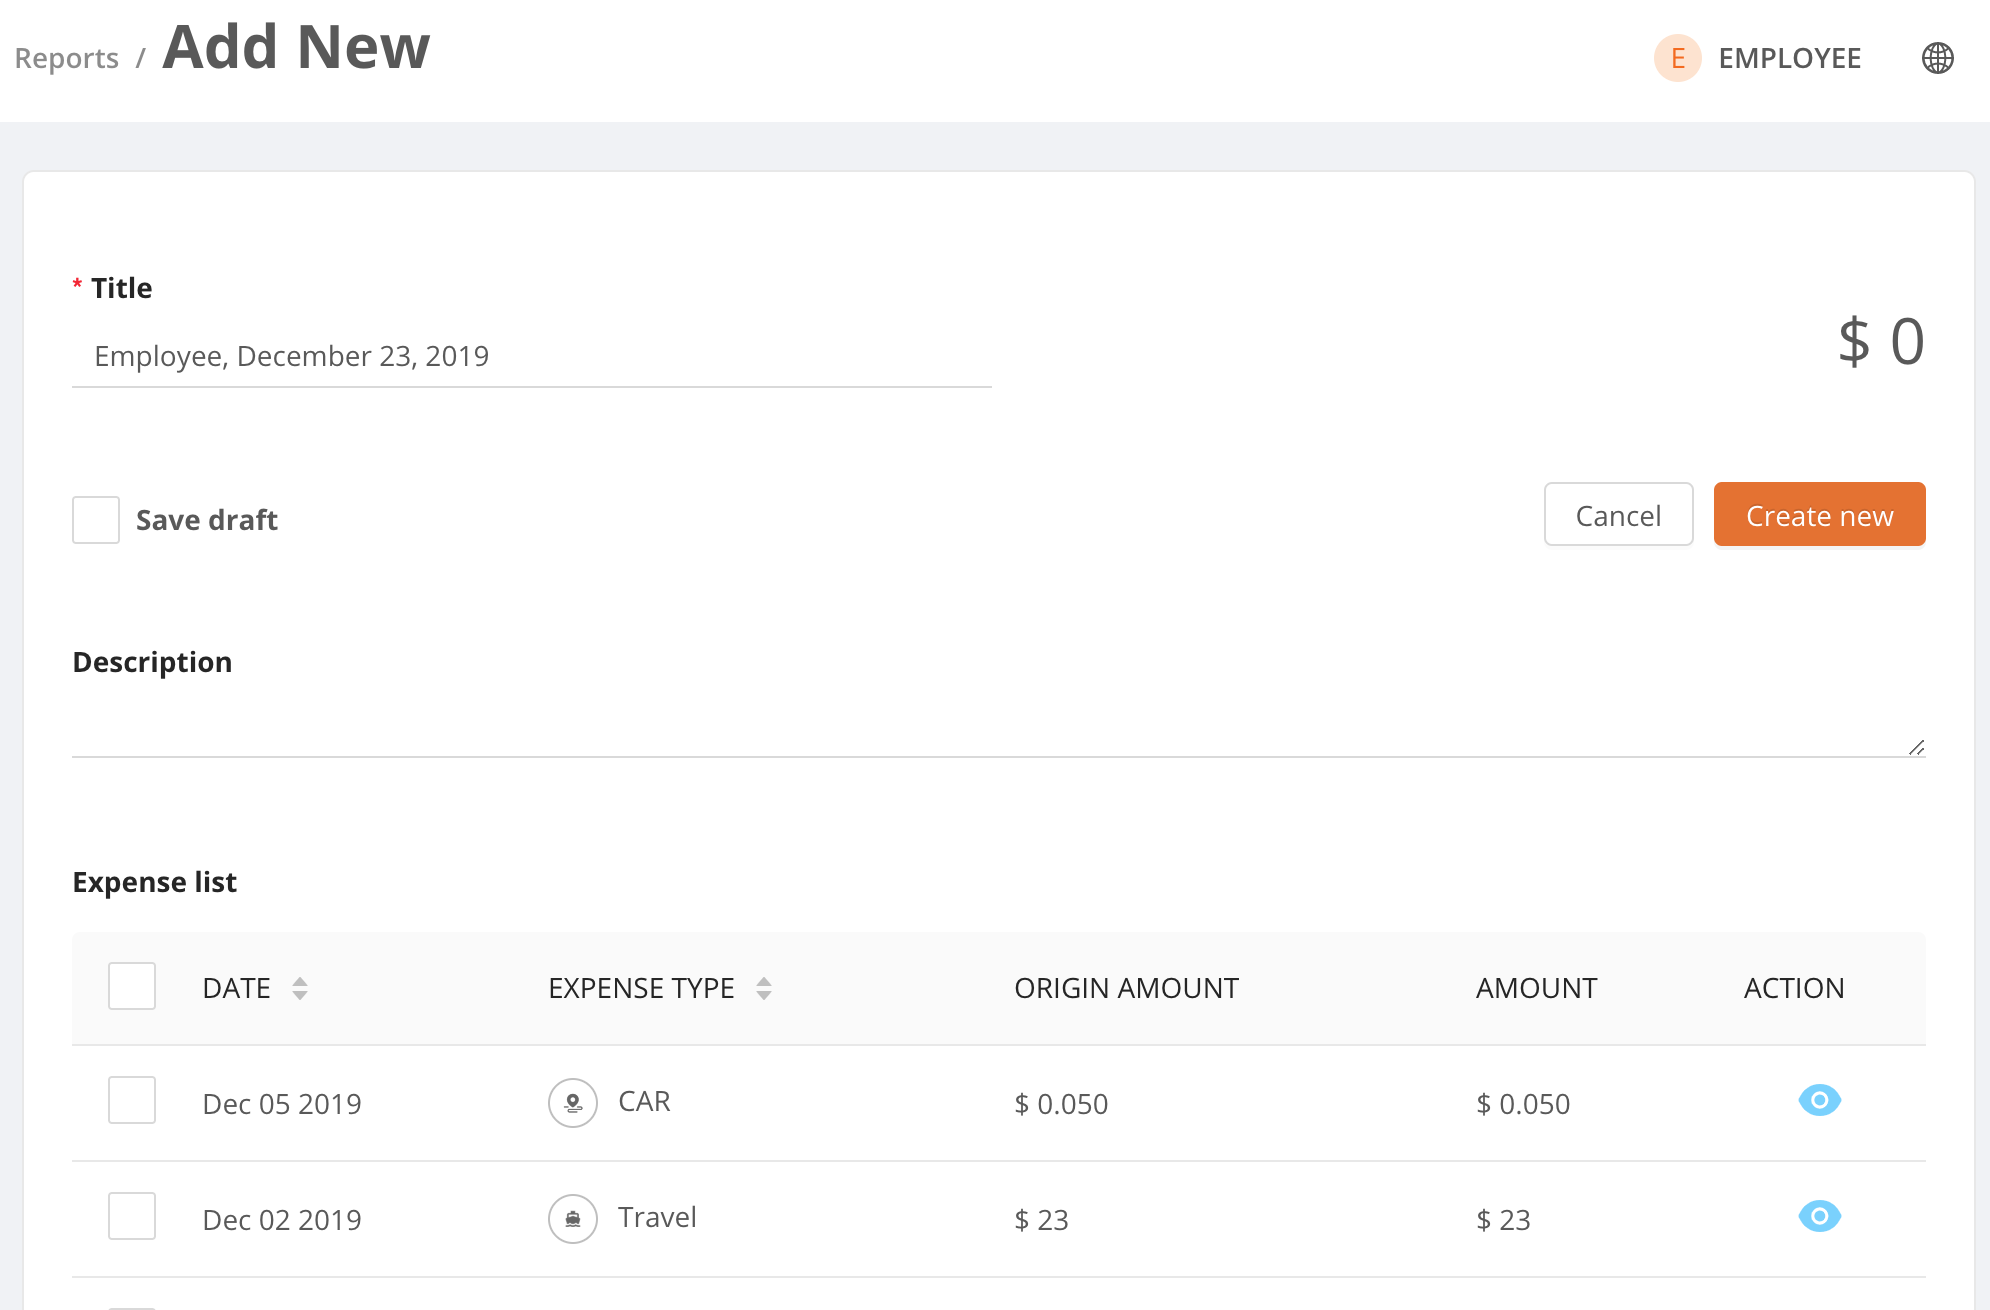 Reports / Add New
E EMPLOYEE
* Title
Employee, December 23, 2019
$ 0
Save draft
Cancel
Create new
Description
Expense list
DATE EXPENSE TYPE ORIGIN AMOUNT AMOUNT ACTION
Dec 05 2019 CAR $ 0.050 $ 0.050
Dec 02 2019 Travel $ 23 $ 23